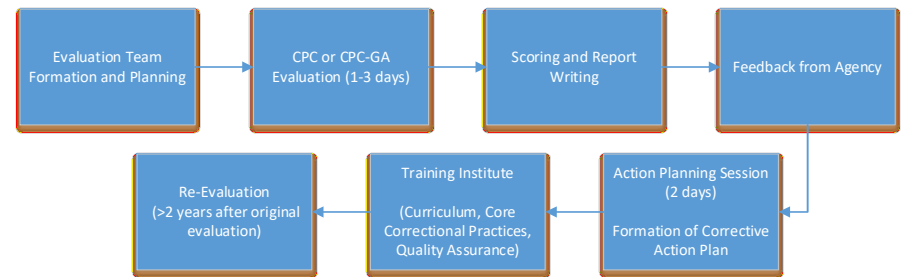 Evaluation Team
Formation and Planning
CPC or CPC-GA
Evaluation (1-3 days)
Scoring and Report
Writing
Feedback from Agency
Re-Evaluation
(>2 years after original
evaluation)
Training Institute
(Curriculum, Core
Correctional Practices,
Quality Assurance)
Action Planning Session
(2 days)
Formation of Corrective
Action Plan